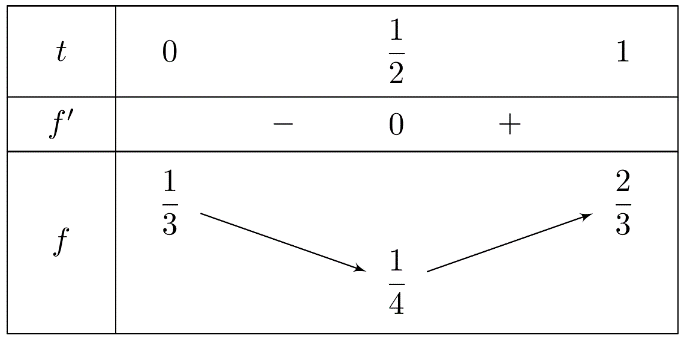 t 0 1/2 1
f′ − 0 +
f 1/3 1/4 2/3